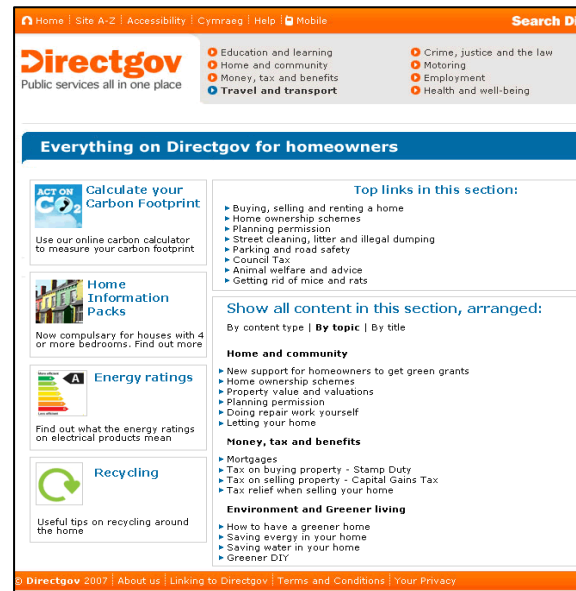 Home | Site A-Z | Accessibility | Cymraeg | Help | Mobile
Search Di
Directgov
Public services all in one place
Education and learning
Home and community
Money, tax and benefits
Travel and transport
Crime, justice and the law
Motoring
Employment
Health and well-being
Everything on Directgov for homeowners
ACT ON
CO2
Calculate your
Carbon Footprint
Use our online carbon calculator
to measure your carbon footprint
Home
Information
Packs
Now compulsary for houses with 4
or more bedrooms. Find out more
A
Energy ratings
Find out what the energy ratings
on electrical products mean
Recycling
Useful tips on recycling around
the home
Top links in this section:
Buying, selling and renting a home
Home ownership schemes
Planning permission
Street cleaning, litter and illegal dumping
Parking and road safety
Council Tax
Animal welfare and advice
Getting rid of mice and rats
Show all content in this section, arranged:
By content type | By topic | By title
Home and community
New support for homeowners to get green grants
Home ownership schemes
Property value and valuations
Planning permission
Doing repair work yourself
Letting your home
Money, tax and benefits
Mortgages
Tax on buying property - Stamp Duty
Tax on selling property - Capital Gains Tax
Tax relief when selling your home
Environment and Greener living
How to have a greener home
Saving evergy in your home
Saving water in your home
Greener DIY
© Directgov 2007 | About us | Linking to Directgov | Terms and Conditions | Your Privacy